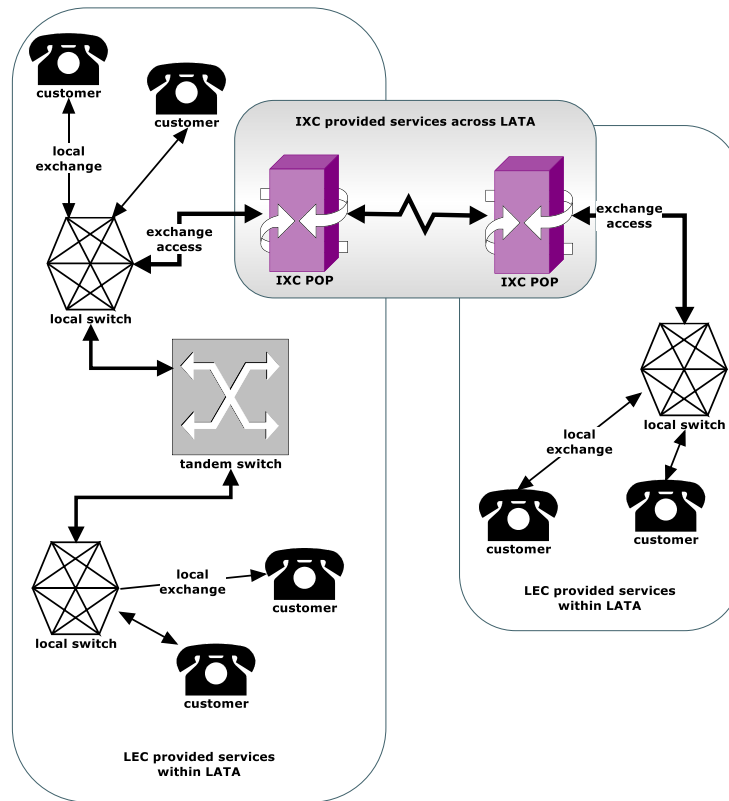 customer
customer
local
exchange
IXC provided services across LATA
exchange
access
IXC POP
IXC POP
exchange
access
local switch
tandem switch
local switch
local
exchange
customer
customer
local switch
local
exchange
customer
customer
LEC provided services
within LATA
LEC provided services
within LATA